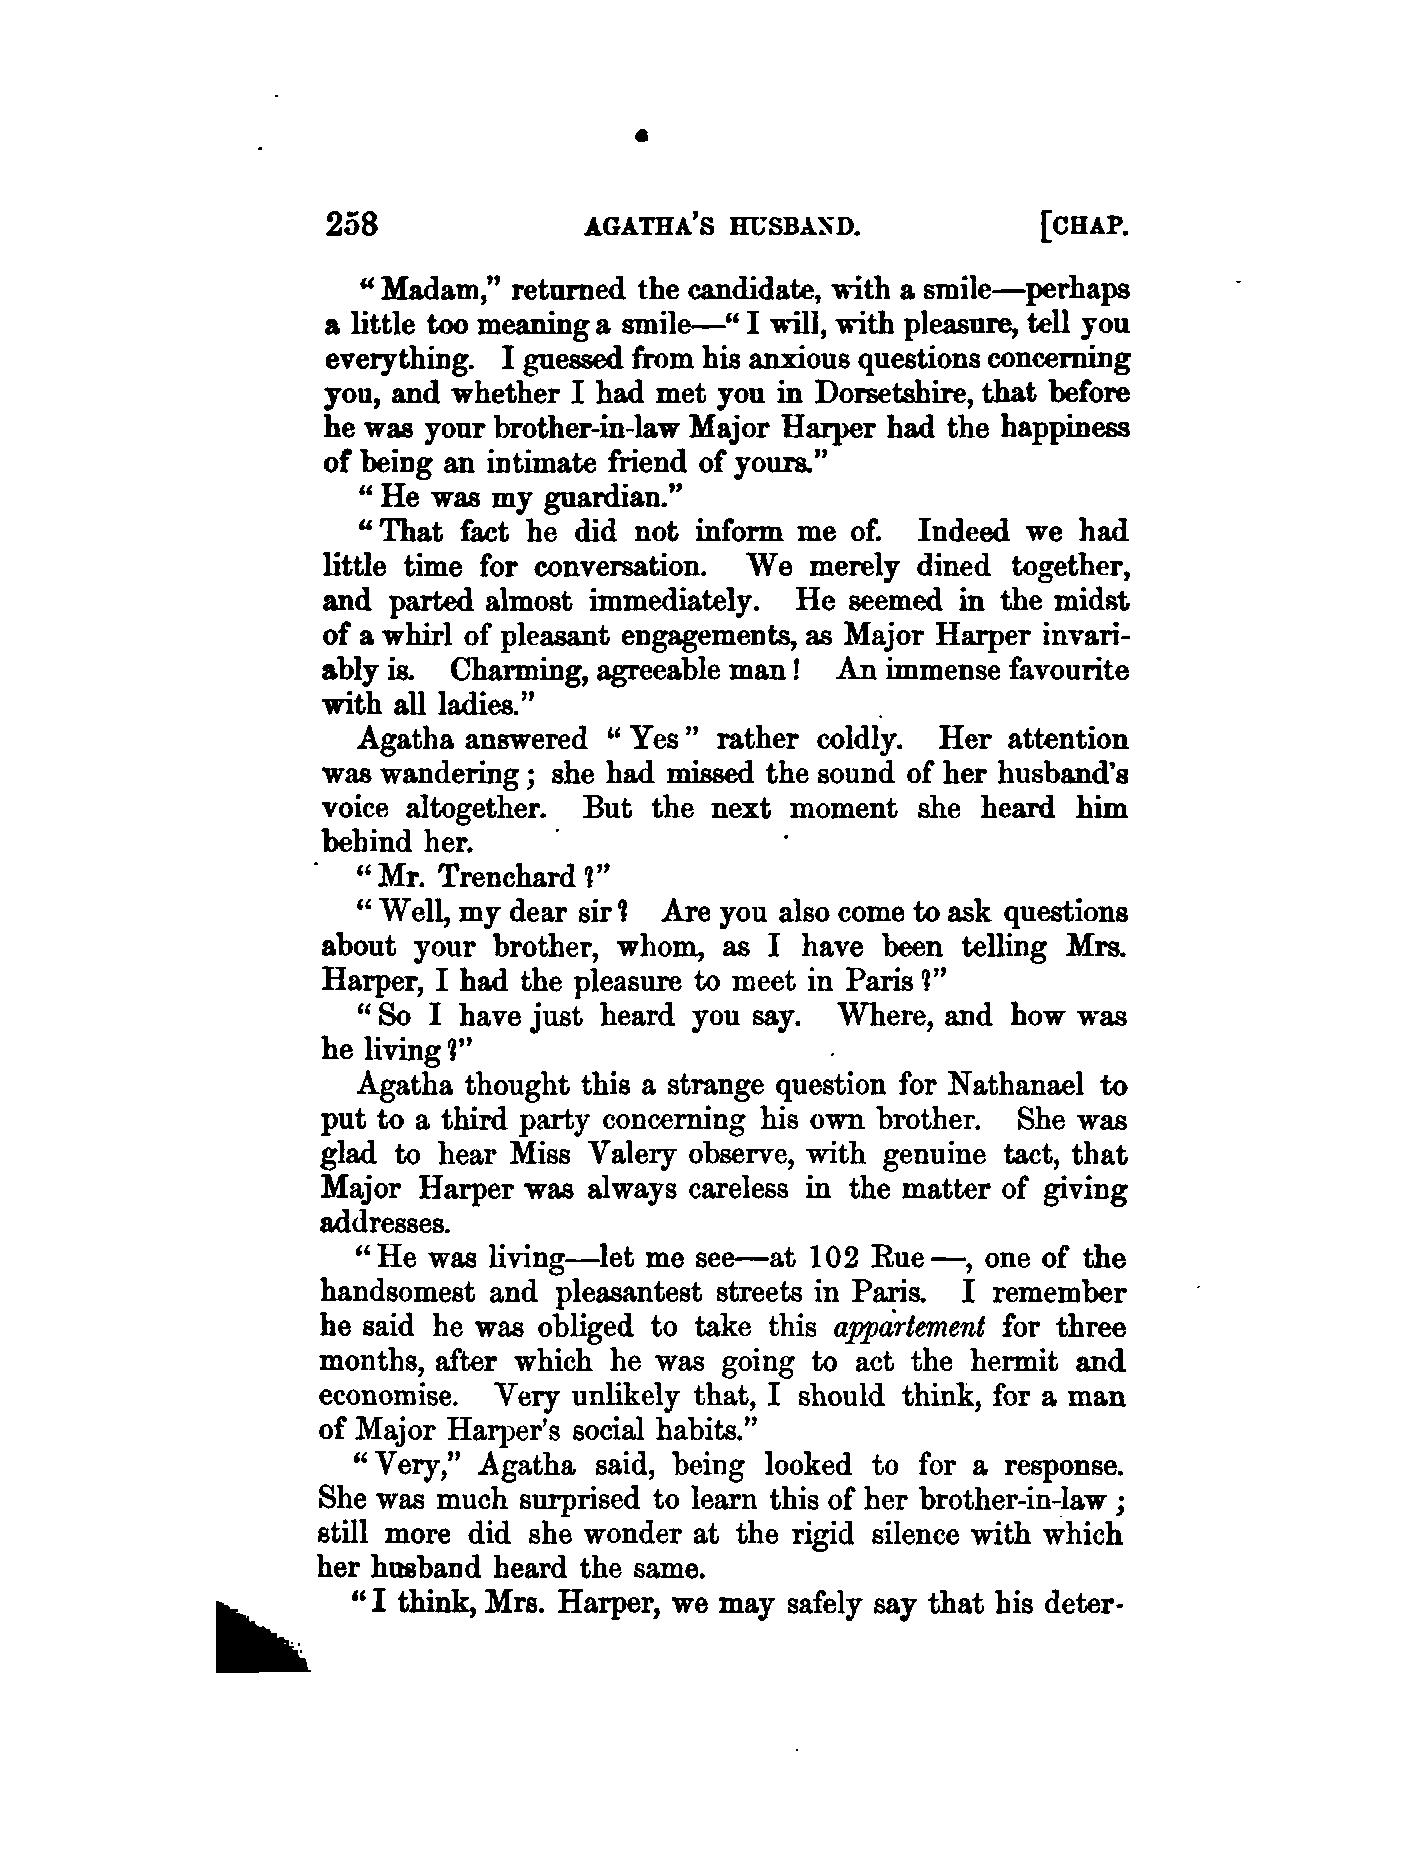 258 AGATHA'S HUSBAND. [CHAP.
"Madam," returned the candidate, with a smile—perhaps
a little too meaning a smile—"I will, with pleasure, tell you
everything. I guessed from his anxious questions concerning
you, and whether I had met you in Dorsetshire, that before
he was your brother-in-law Major Harper had the happiness
of being an intimate friend of yours."
"He was my guardian."
"That fact he did not inform me of. Indeed we had
little time for conversation. We merely dined together,
and parted almost immediately. He seemed in the midst
of a whirl of pleasant engagements, as Major Harper invari-
ably is. Charming, agreeable man! An immense favourite
with all ladies."
Agatha answered "Yes" rather coldly. Her attention
was wandering; she had missed the sound of her husband's
voice altogether. But the next moment she heard him
behind her.
"Mr. Trenchard?"
"Well, my dear sir? Are you also come to ask questions
about your brother, whom, as I have been telling Mrs.
Harper, I had the pleasure to meet in Paris?"
"So I have just heard you say. Where, and how was
he living?"
Agatha thought this a strange question for Nathanael to
put to a third party concerning his own brother. She was
glad to hear Miss Valery observe, with genuine tact, that
Major Harper was always careless in the matter of giving
addresses.
"He was living—let me see—at 102 Rue —, one of the
handsomest and pleasantest streets in Paris. I remember
he said he was obliged to take this appartement for three
months, after which he was going to act the hermit and
economise. Very unlikely that, I should think, for a man
of Major Harper's social habits."
"Very," Agatha said, being looked to for a response.
She was much surprised to learn this of her brother-in-law;
still more did she wonder at the rigid silence with which
her husband heard the same.
"I think, Mrs. Harper, we may safely say that his deter-